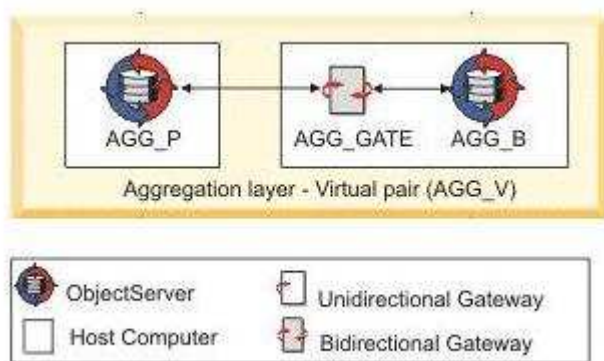 AGG_P AGG_GATE AGG_B
Aggregation layer - Virtual pair (AGG_V)
ObjectServer Unidirectional Gateway
Host Computer Bidirectional Gateway